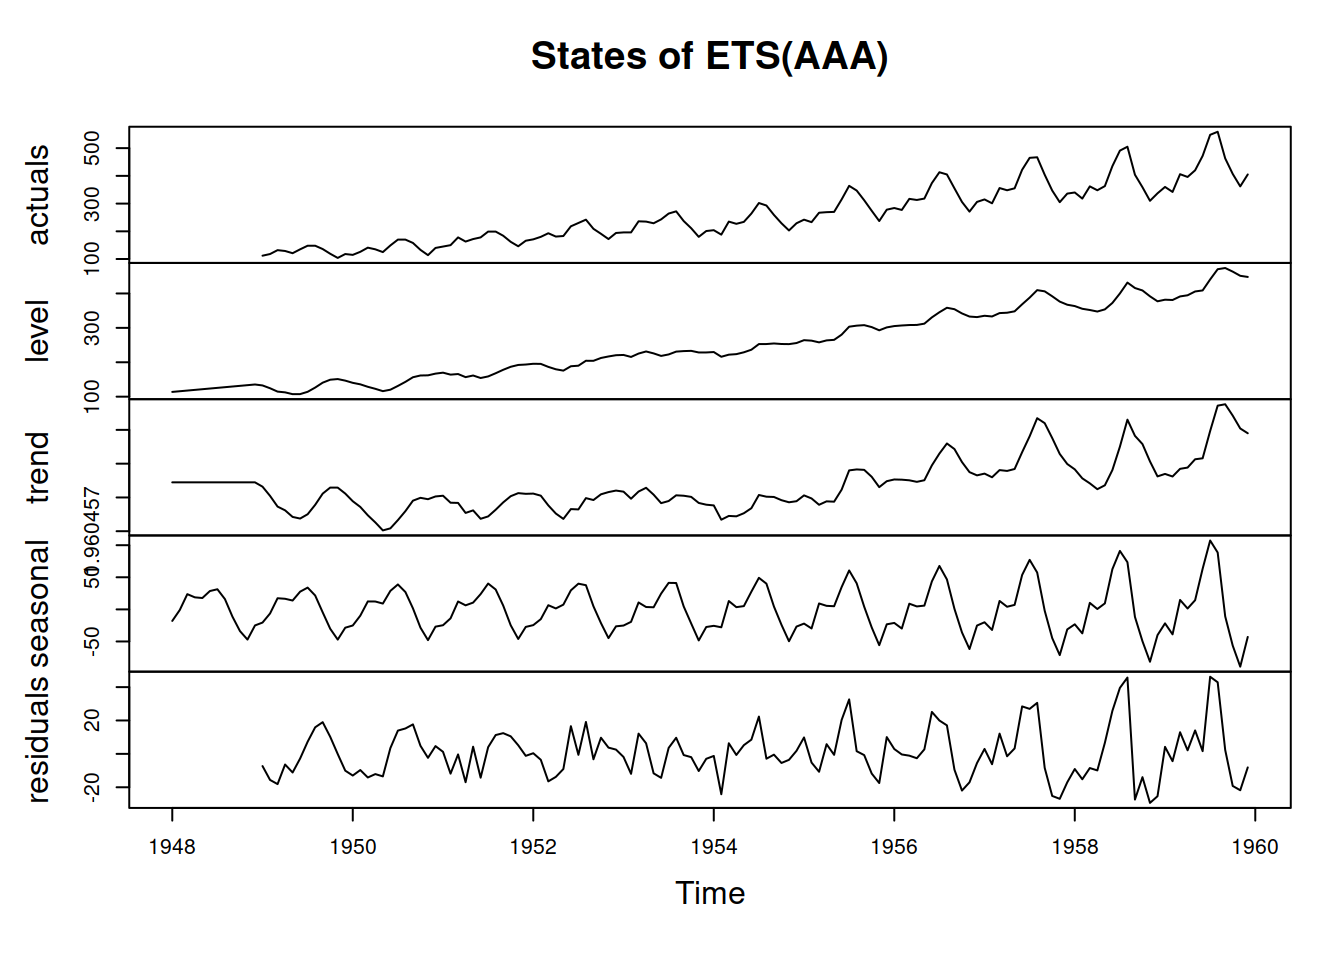 States of ETS(AAA)
actuals
100 300 500
level
100 300
trend
0.960457
seasonal
-50 50
residuals
-20 20
1948 1950 1952 1954 1956 1958 1960
Time